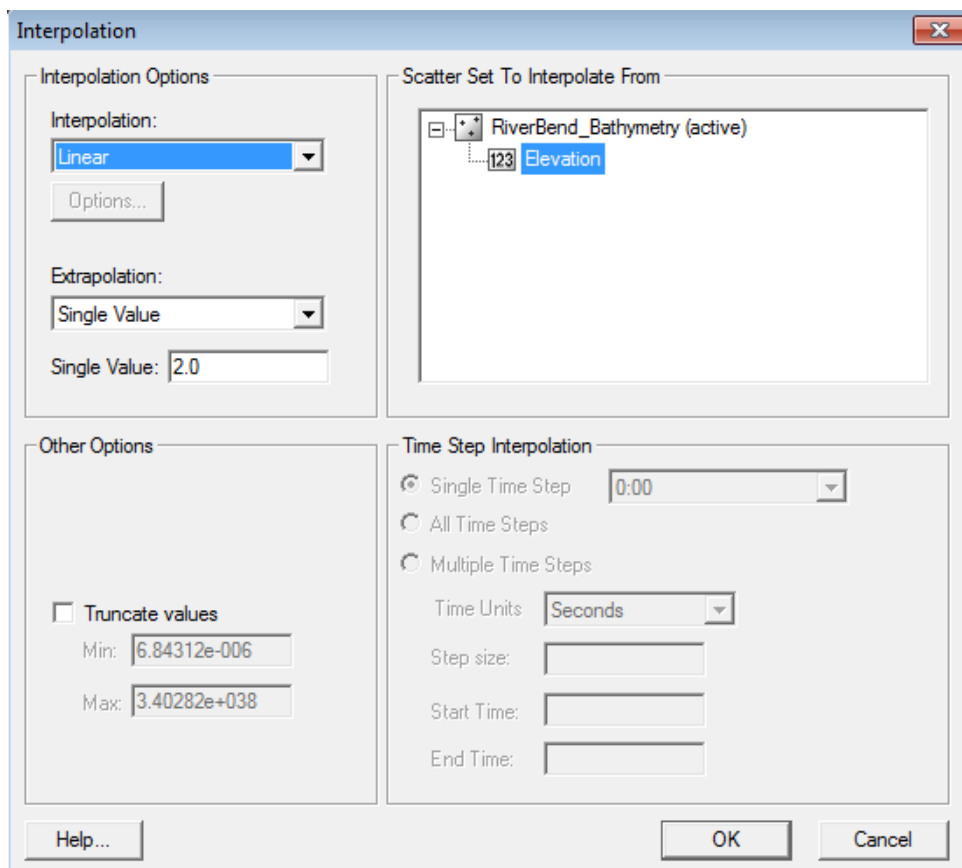 Interpolation
Interpolation Options
Interpolation:
Linear
Options...
Extrapolation:
Single Value
Single Value: 2.0
Scatter Set To Interpolate From
RiverBend_Bathymetry (active)
123 Elevation
Other Options
Truncate values
Min: 6.84312e-006
Max: 3.40282e+038
Time Step Interpolation
Single Time Step 0:00
All Time Steps
Multiple Time Steps
Time Units Seconds
Step size:
Start Time:
End Time:
Help...
OK
Cancel